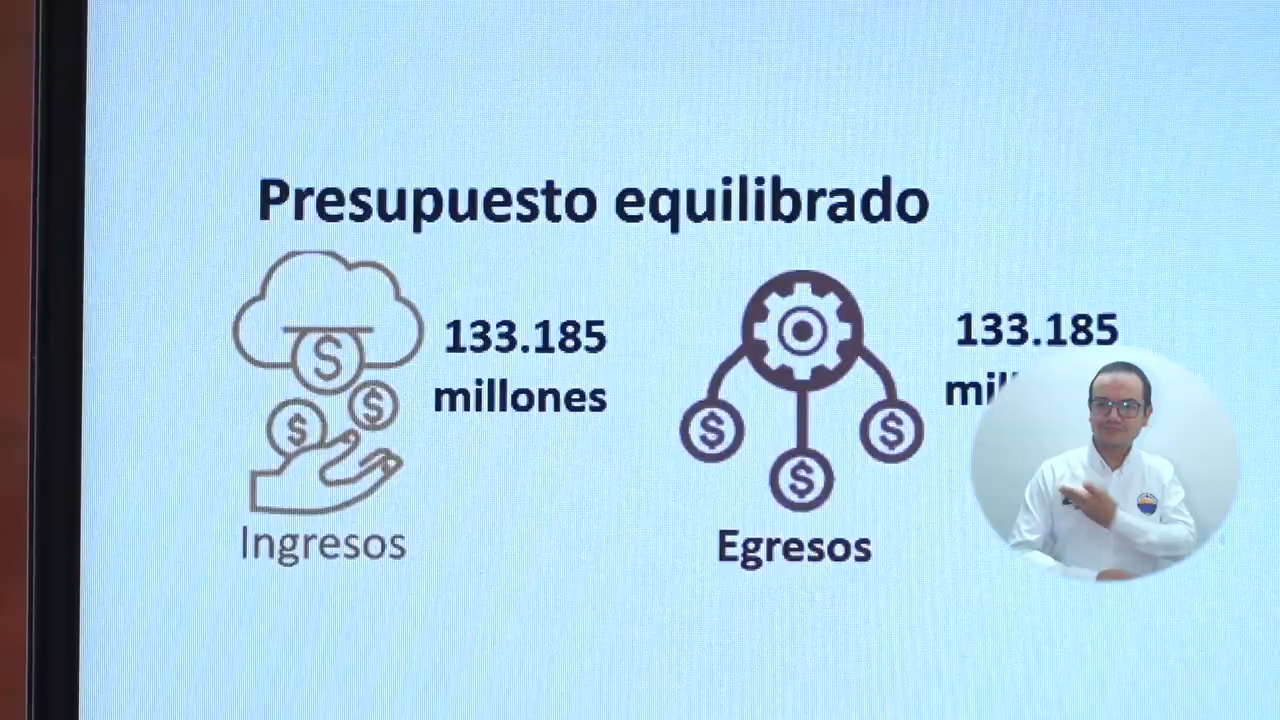 Presupuesto equilibrado
133.185
millones
Ingresos
133.185
Egresos